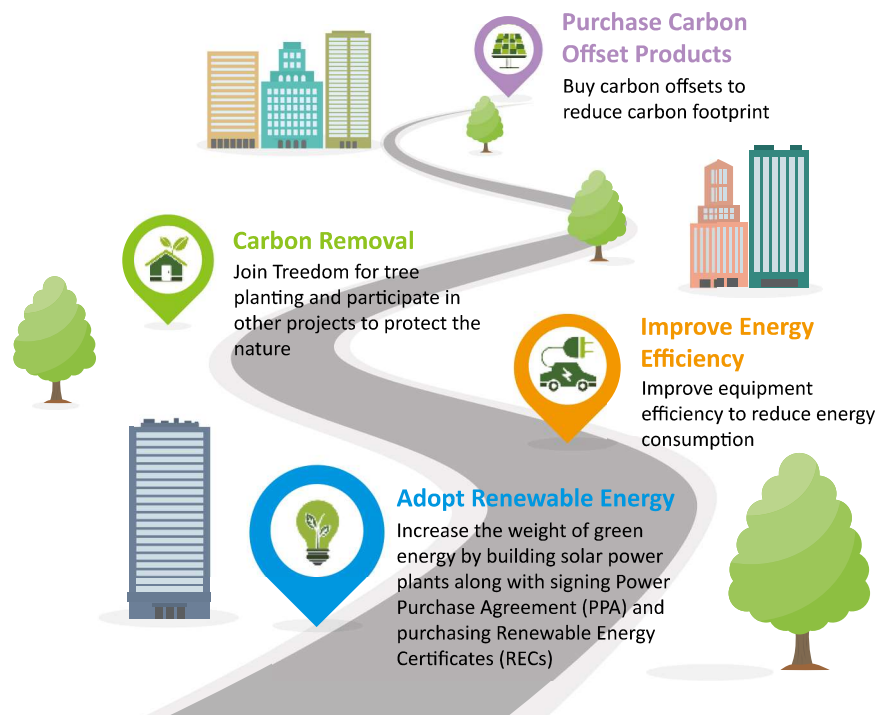 Purchase Carbon
Offset Products
Buy carbon offsets to
reduce carbon footprint
Carbon Removal
Join Treedom for tree
planting and participate in
other projects to protect the
nature
Improve Energy
Efficiency
Improve equipment
efficiency to reduce energy
consumption
Adopt Renewable Energy
Increase the weight of green
energy by building solar power
plants along with signing Power
Purchase Agreement (PPA) and
purchasing Renewable Energy
Certificates (RECs)